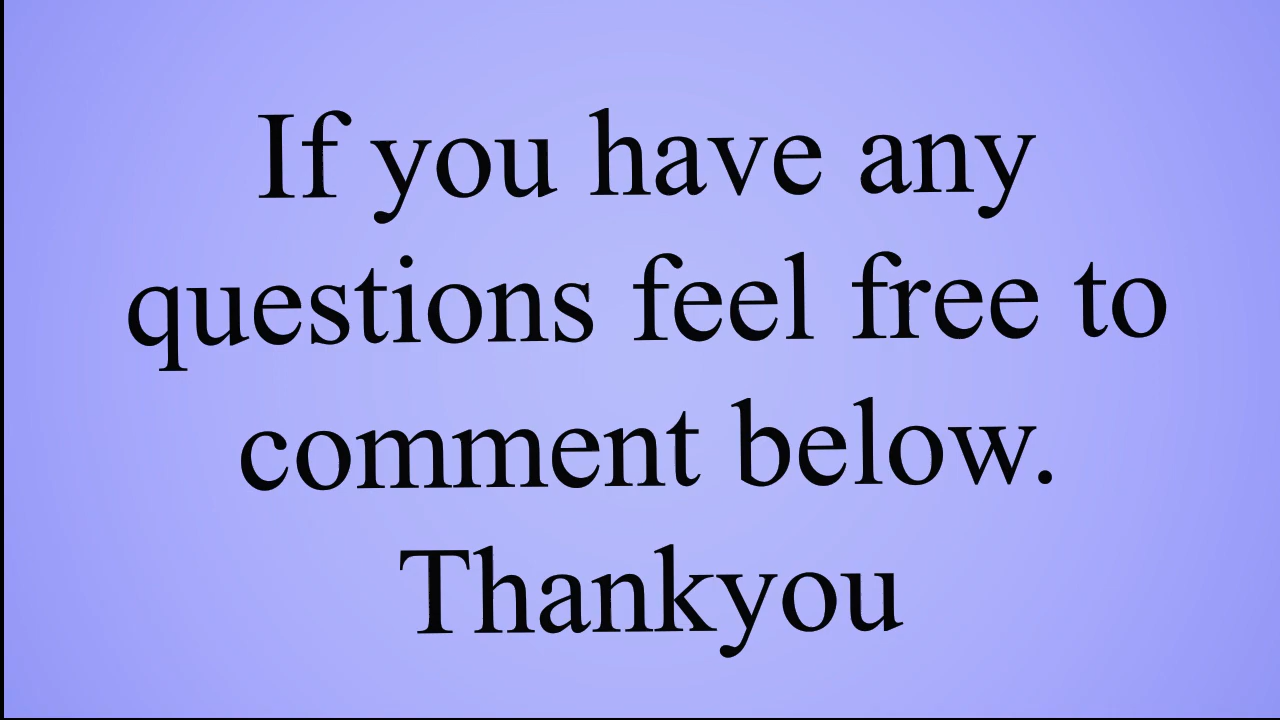 If you have any
questions feel free to
comment below.
Thankyou